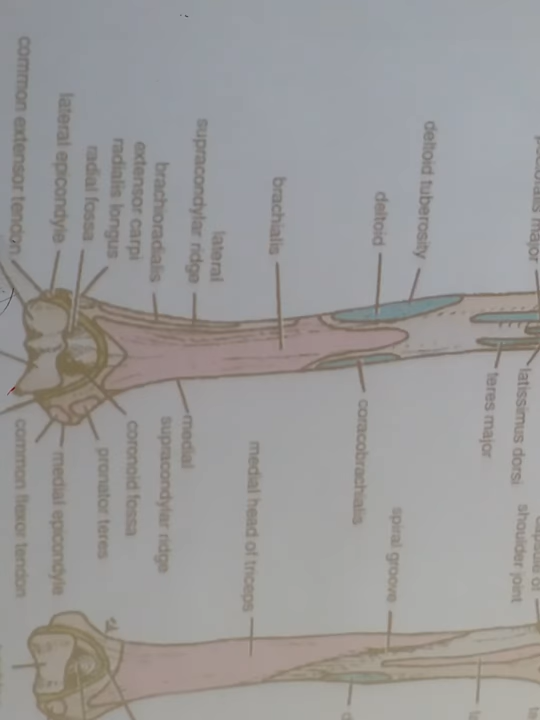 latissimus dorsi
teres major
deltoid tuberosity
deltoid
coracobrachialis
brachialis
lateral
supracondylar ridge
medial
supracondylar ridge
brachioradialis
extensor carpi
radialis longus
coronoid fossa
radial fossa
pronator teres
lateral epicondyle
medial epicondyle
common extensor tendon
common flexor tendon
shoulder joint
spiral groove
medial head of triceps